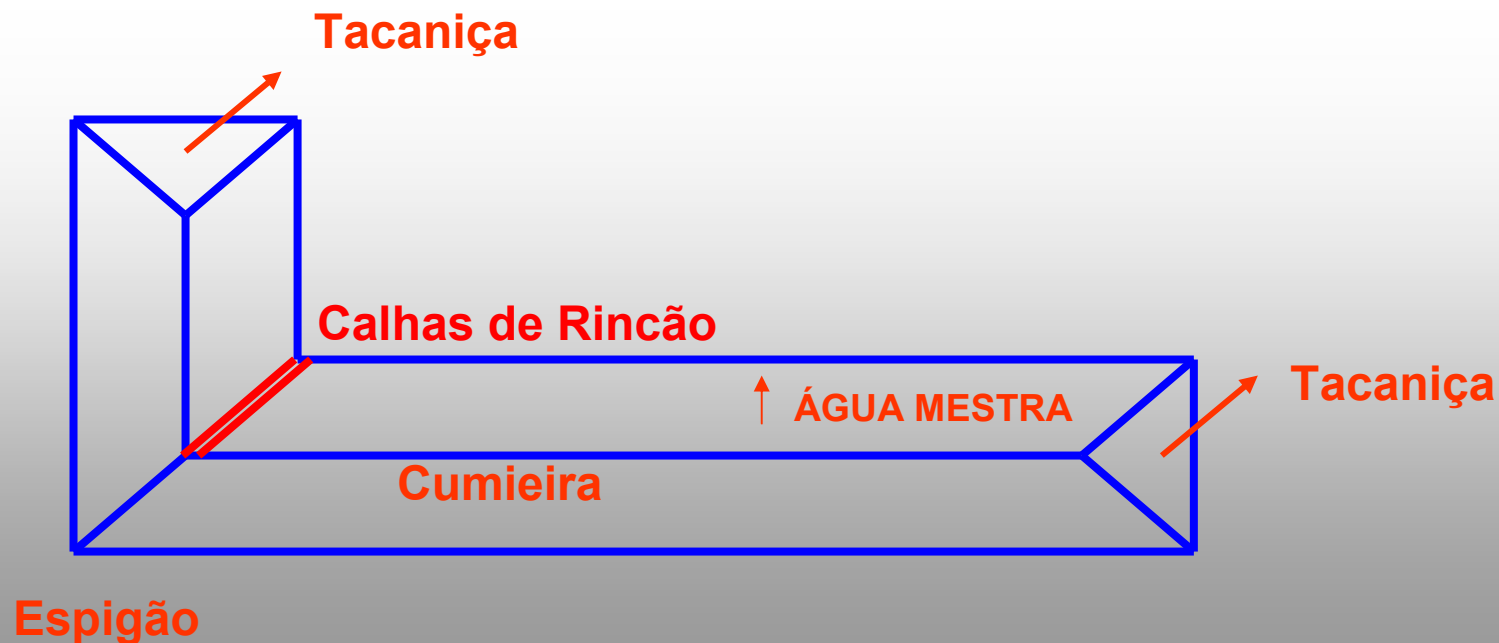 Tacaniça
Calhas de Rincão
Tacaniça
ÁGUA MESTRA
Cumieira
Espigão